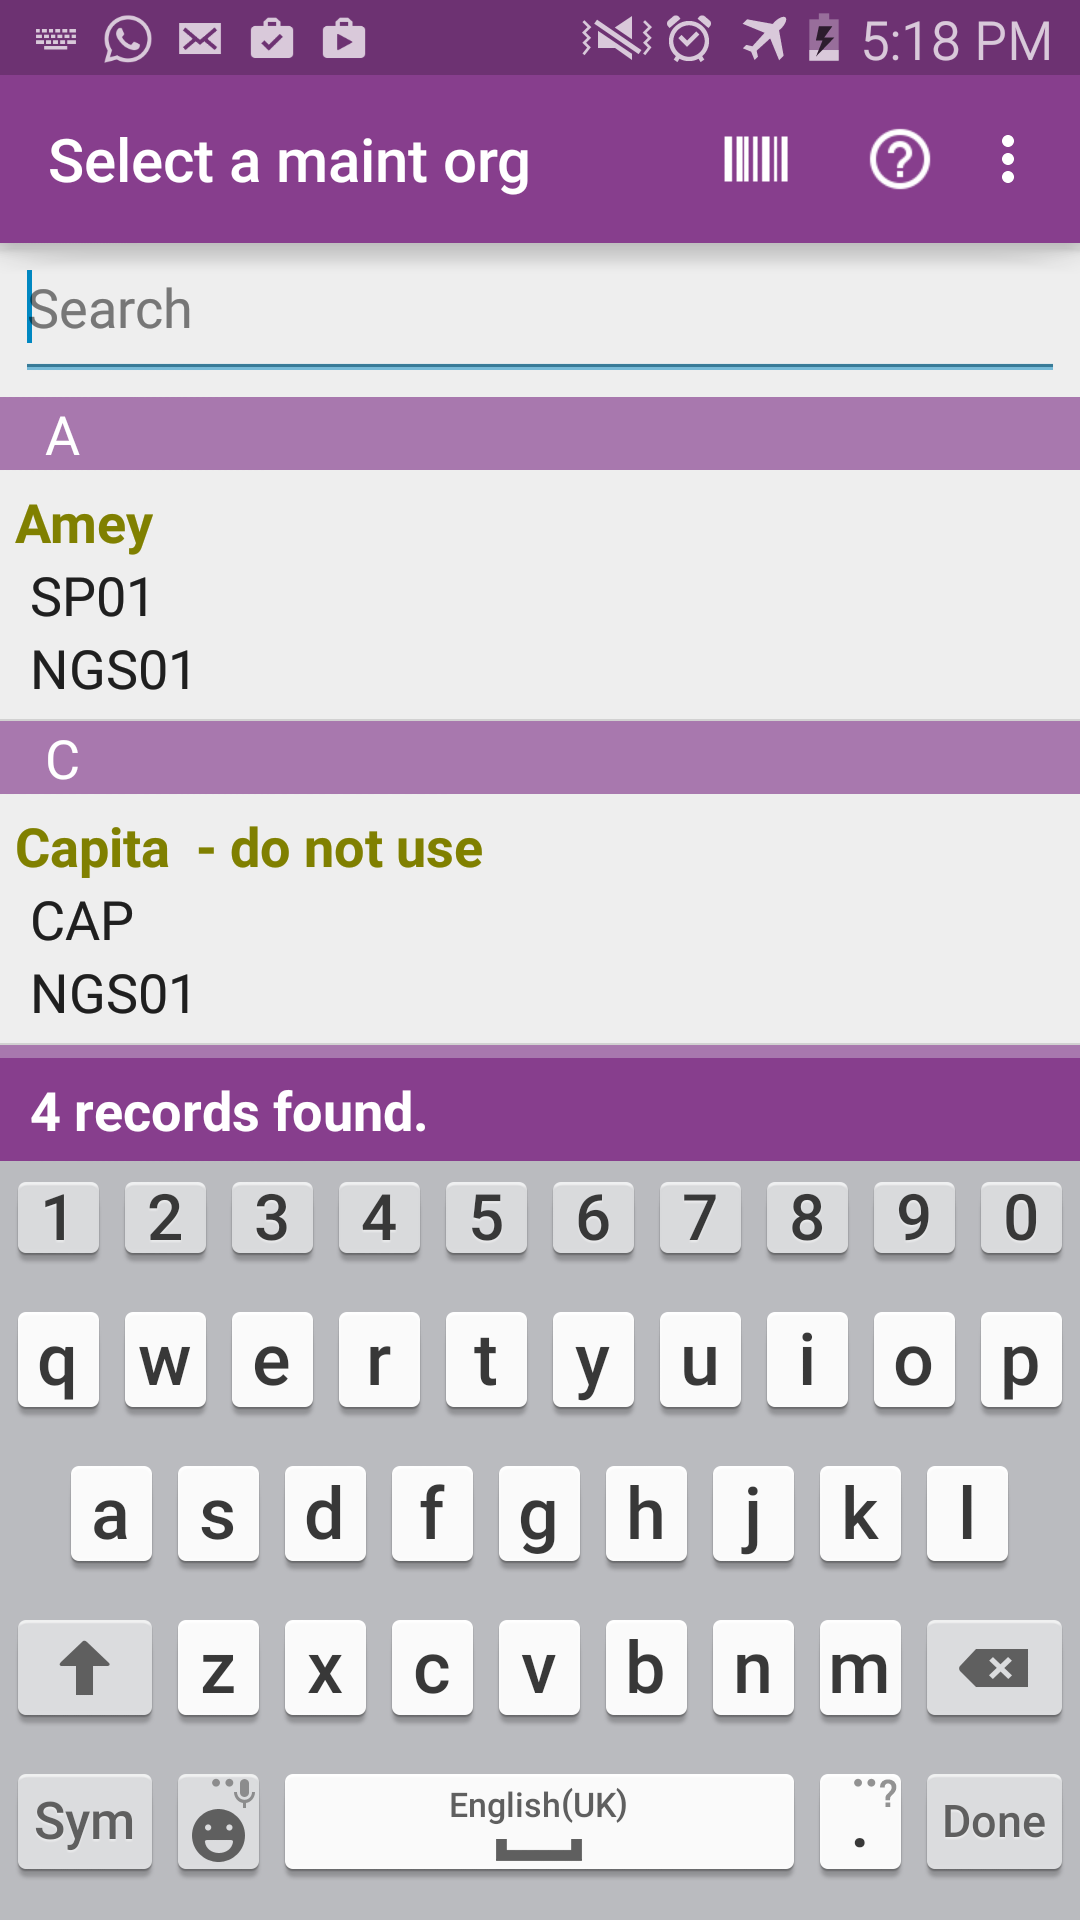 5:18 PM
Select a maint org
Search
A
Amey
SP01
NGS01
C
Capita  - do not use
CAP
NGS01
4 records found.
1 2 3 4 5 6 7 8 9 0
q w e r t y u i o p
a s d f g h j k l
z x c v b n m
Sym English(UK) . ? Done